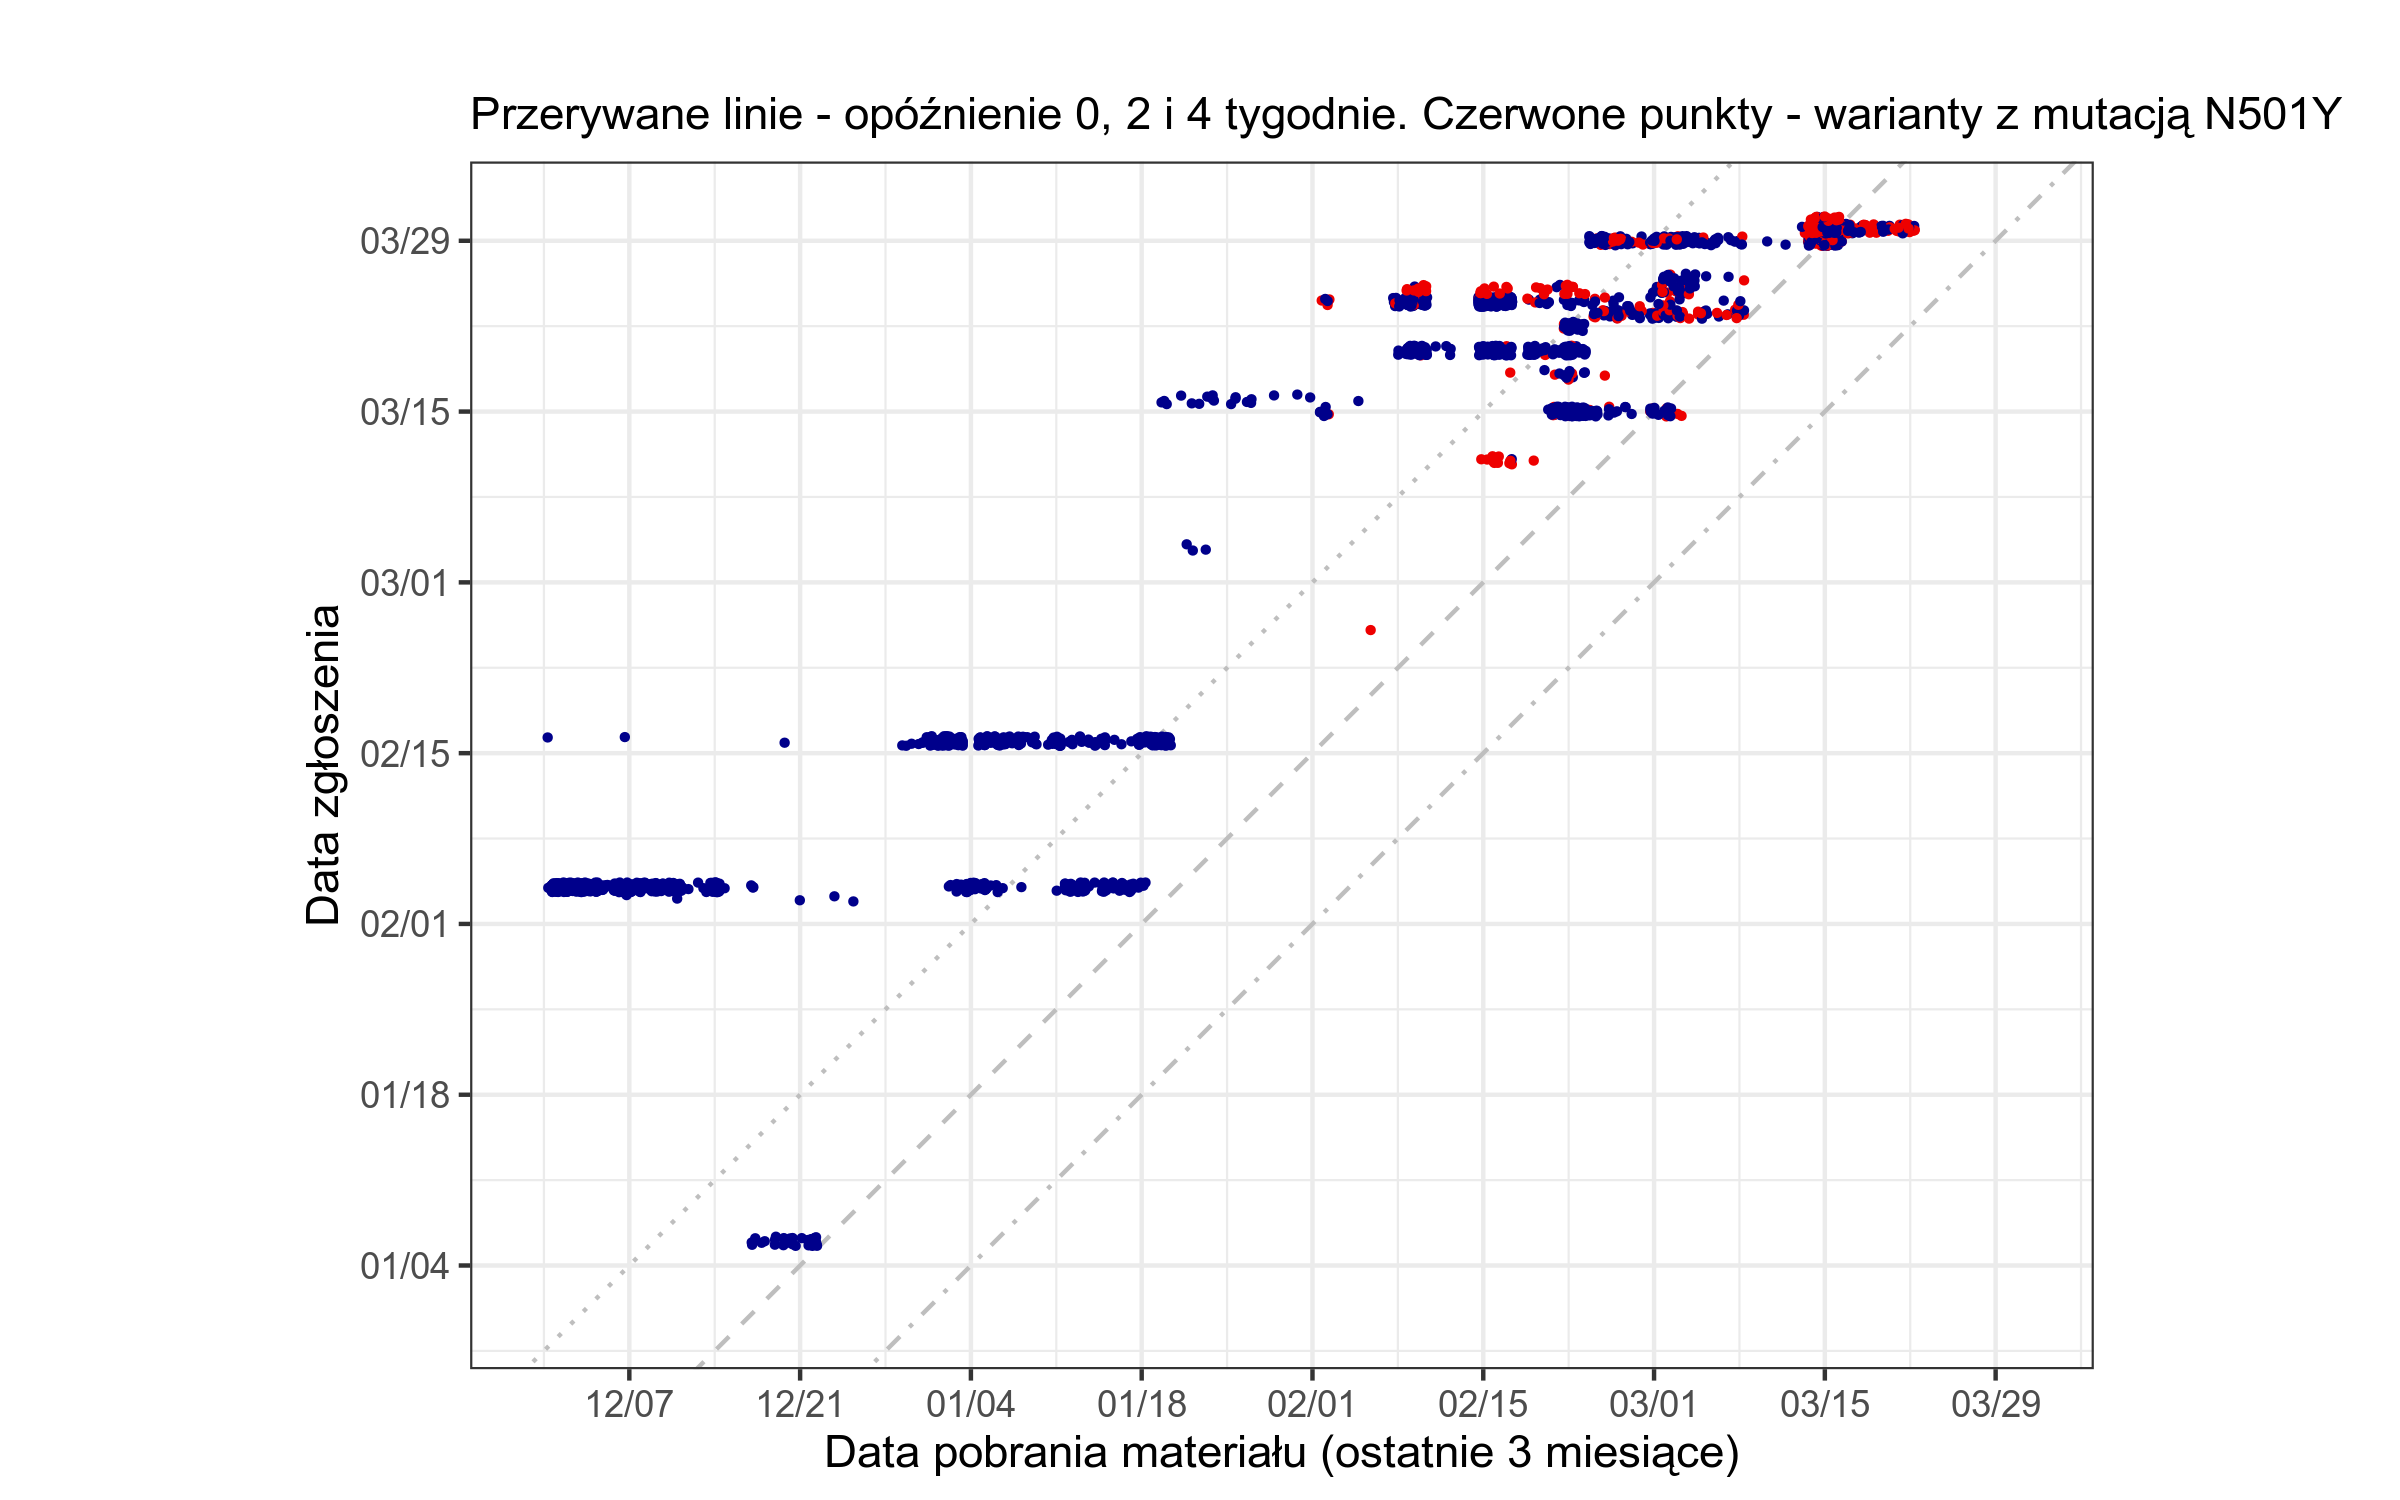 Przerywane linie - opóźnienie 0, 2 i 4 tygodnie. Czerwone punkty - warianty z mutacją N501Y
Data zgłoszenia
03/29
03/15
03/01
02/15
02/01
01/18
01/04
12/07 12/21 01/04 01/18 02/01 02/15 03/01 03/15 03/29
Data pobrania materiału (ostatnie 3 miesiące)